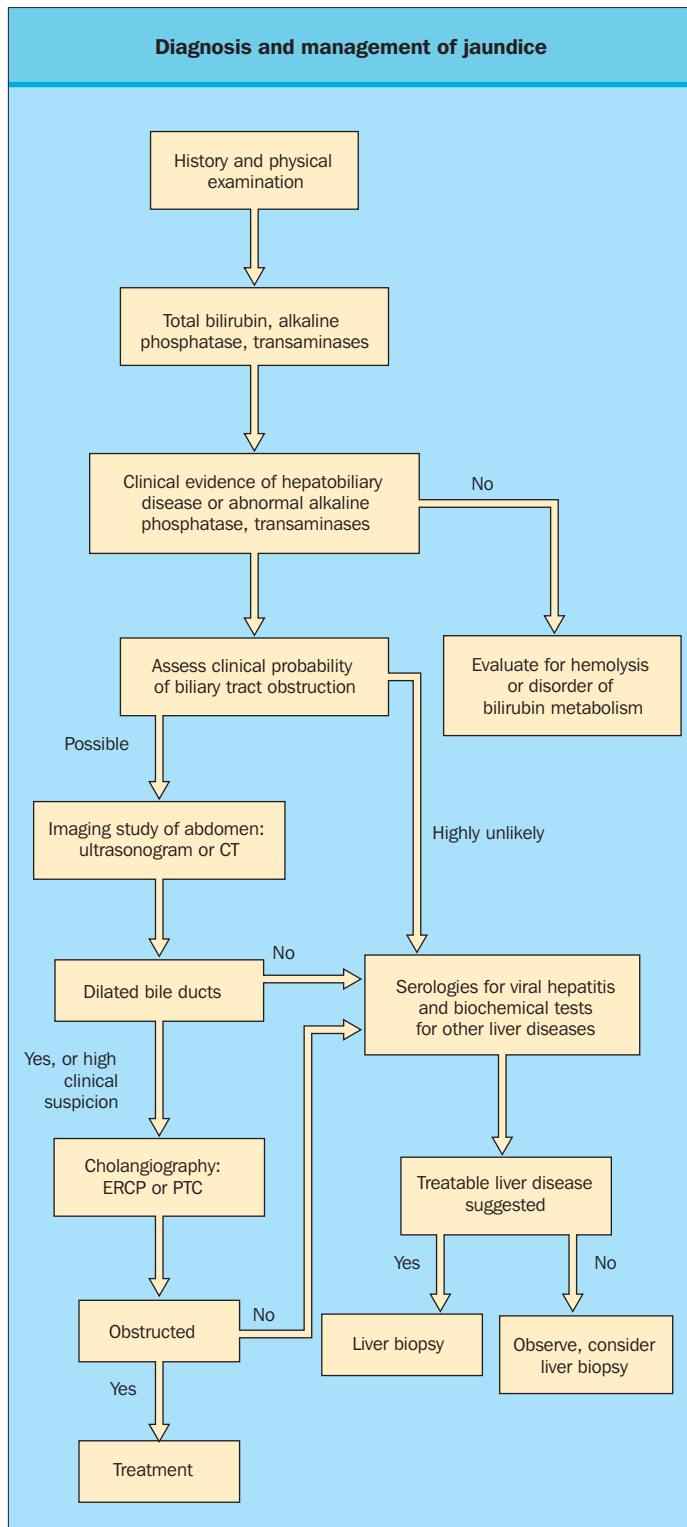 Diagnosis and management of jaundice
History and physical
examination
Total bilirubin, alkaline
phosphatase, transaminases
Clinical evidence of hepatobiliary
disease or abnormal alkaline
phosphatase, transaminases
No
Evaluate for hemolysis
or disorder of
bilirubin metabolism
Assess clinical probability
of biliary tract obstruction
Possible
Highly unlikely
Imaging study of abdomen:
ultrasonogram or CT
Dilated bile ducts
No
Serologies for viral hepatitis
and biochemical tests
for other liver diseases
Yes, or high
clinical
suspicion
Cholangiography:
ERCP or PTC
Treatable liver disease
suggested
Yes
No
Obstructed
No
Liver biopsy
Observe, consider
liver biopsy
Yes
Treatment